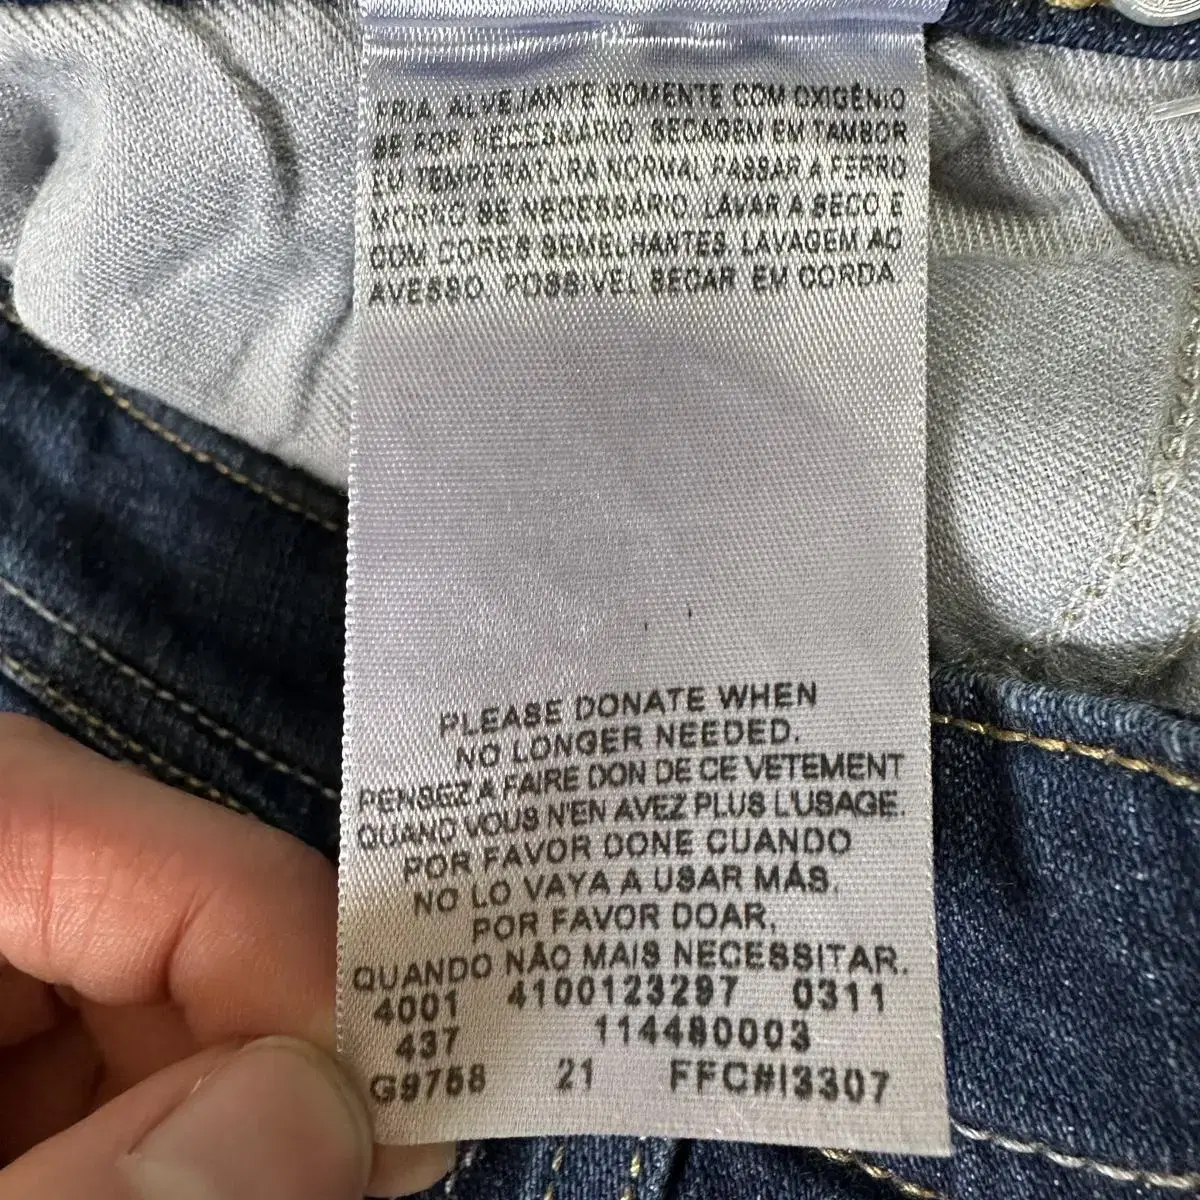 FRIA. ALVEJANTE SOMENTE COM OXIGÊNIO
SE FOR NECESSÁRIO. SECAGEM EM TAMBOR
EU TEMPERATURA NORMAL PASSAR A FERRO
MORNO SE NECESSÁRIO. LAVAR A SECO E
COM CORES SEMELHANTES. LAVAGEM AO
AVESSO. POSSÍVEL SECAR EM CORDA.
PLEASE DONATE WHEN
NO LONGER NEEDED.
PENSEZ A FAIRE DON DE CE VETEMENT
QUAND VOUS N'EN AVEZ PLUS L'USAGE.
POR FAVOR DONE CUANDO
NO LO VAYA A USAR MÁS.
POR FAVOR DOAR,
QUANDO NÃO MAIS NECESSITAR.
4001 4100123297 0311
437 114480003
G9758 21 FFC#I3307